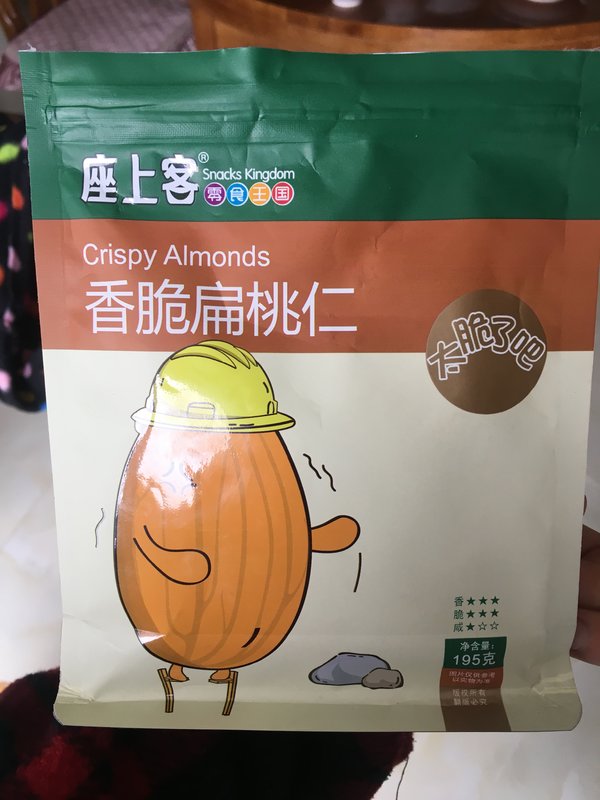 座上客®
Snacks Kingdom
零食王国
Crispy Almonds
香脆扁桃仁
太脆了吧
香★★★
脆★★★
咸★☆☆
净含量:
195克
图片仅供参考
以实物为准
版权所有
翻版必究